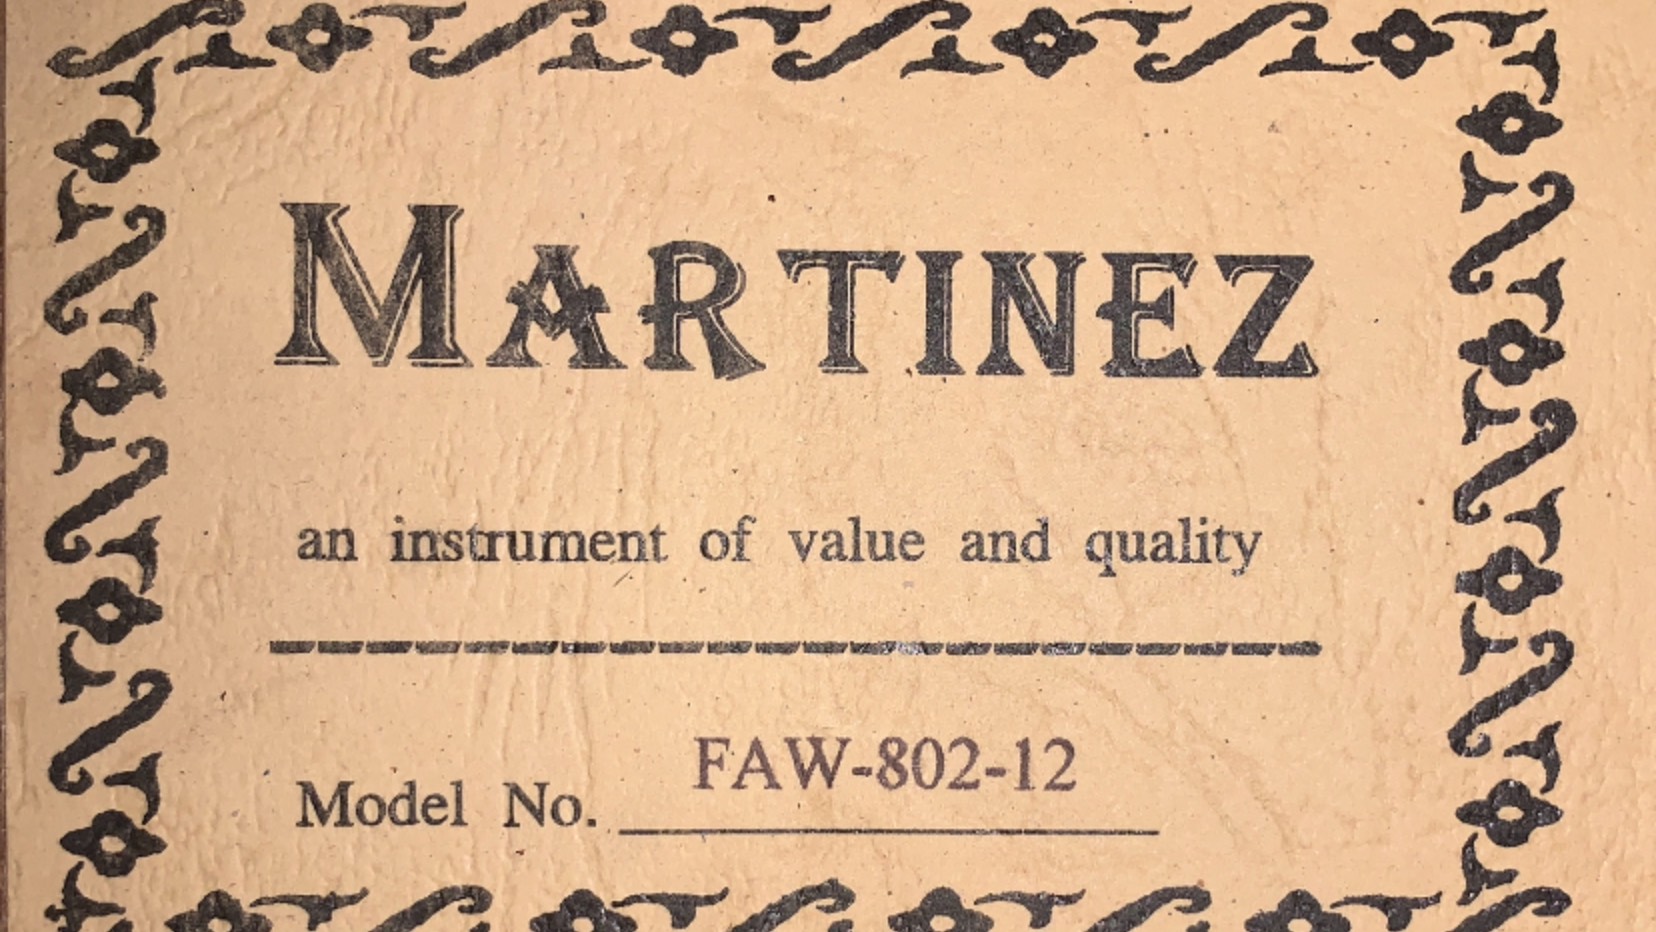 MARTINEZ
an instrument of value and quality
FAW-802-12
Model No.